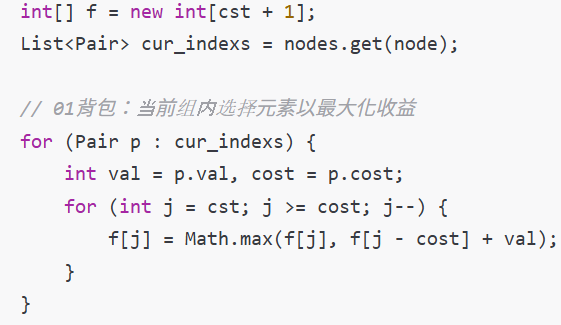 int[] f = new int[cst + 1];
List<Pair> cur_indexs = nodes.get(node);
// 01背包：当前组内选择元素以最大化收益
for (Pair p : cur_indexs) {
int val = p.val, cost = p.cost;
for (int j = cst; j >= cost; j--) {
f[j] = Math.max(f[j], f[j - cost] + val);
}
}